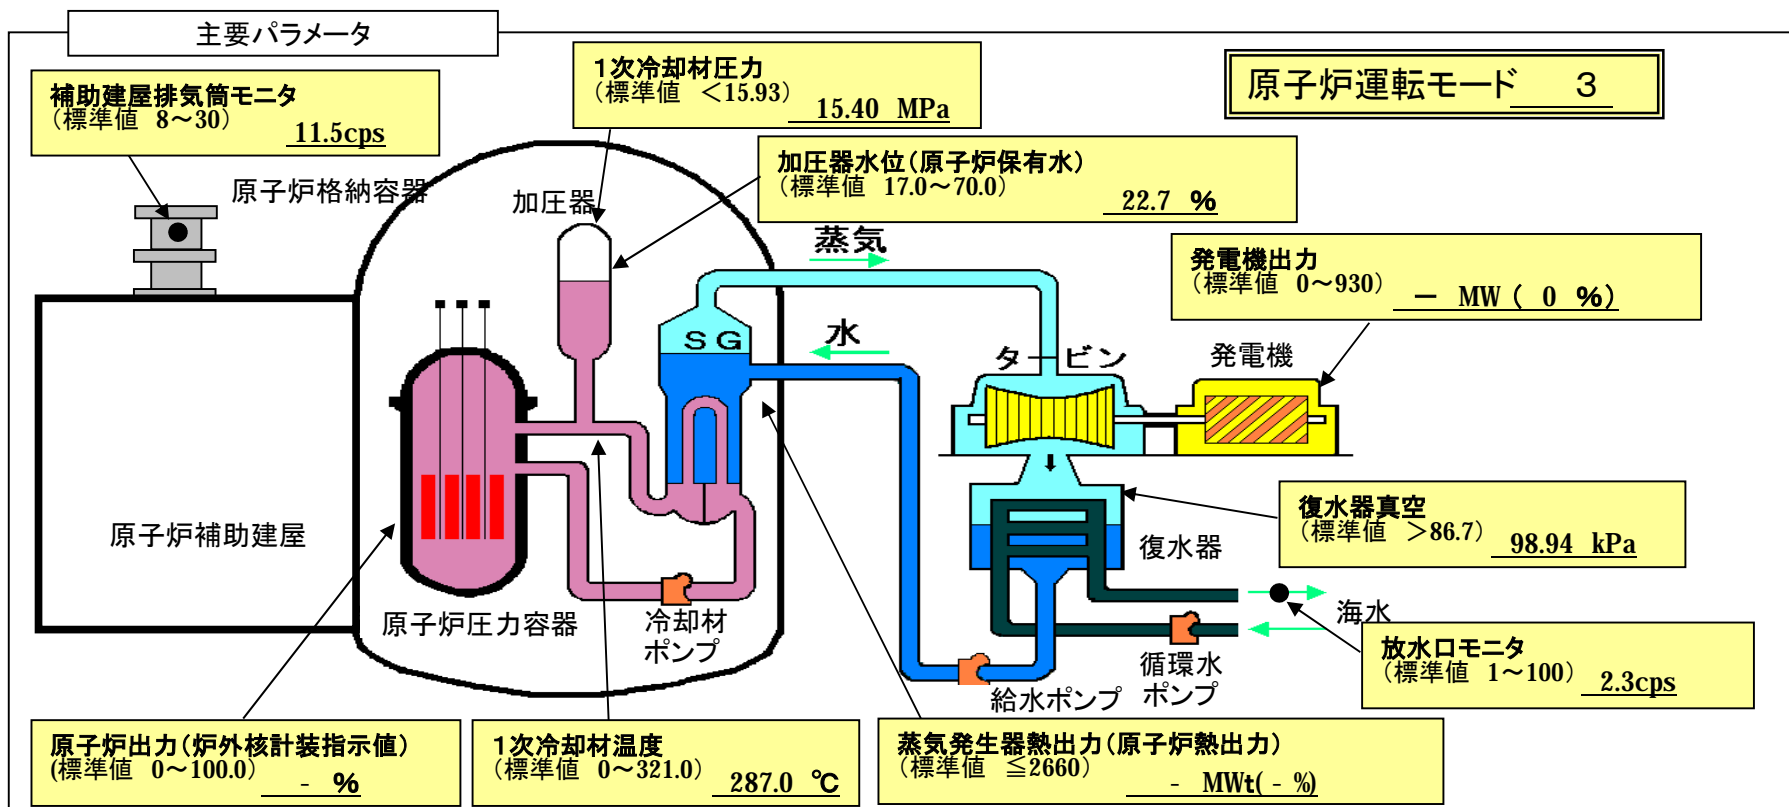 主要パラメータ
補助建屋排気筒モニタ
(標準値 8～30) 11.5cps
1次冷却材圧力
(標準値 ＜15.93) 15.40 MPa
原子炉運転モード 3
加圧器水位(原子炉保有水)
(標準値 17.0～70.0) 22.7 %
原子炉格納容器
加圧器
蒸気
発電機出力
(標準値 0～930) － MW ( 0 %)
SG
水
タービン
発電機
復水器真空
(標準値 ＞86.7) 98.94 kPa
原子炉補助建屋
復水器
原子炉圧力容器
冷却材
ポンプ
海水
循環水
ポンプ
給水ポンプ
放水口モニタ
(標準値 1～100) 2.3cps
原子炉出力(炉外核計装指示値)
(標準値 0～100.0) - %
1次冷却材温度
(標準値 0～321.0) 287.0 ℃
蒸気発生器熱出力(原子炉熱出力)
(標準値 ≦2660) - MWt( - %)